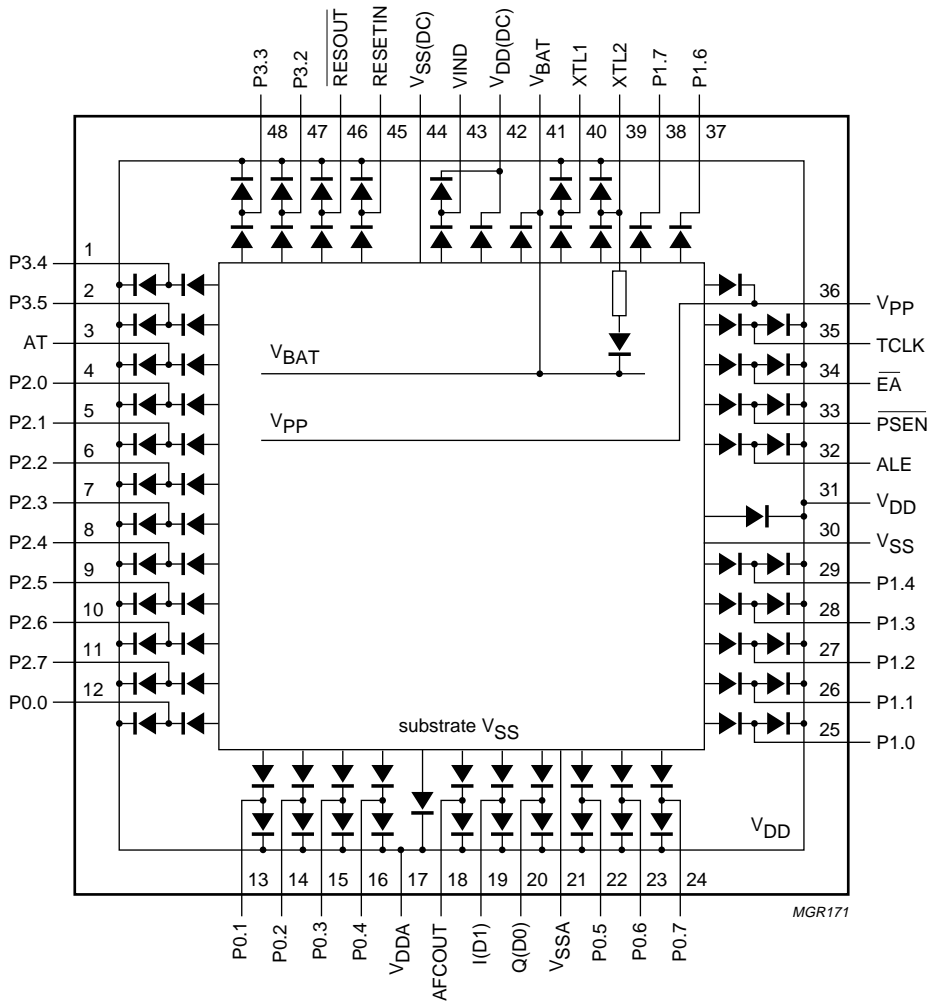 P3.3
P3.2
RESOUT
RESETIN
VSS(DC)
VIND
VDD(DC)
VBAT
XTL1
XTL2
P1.7
P1.6
48 47 46 45 44 43 42 41 40 39 38 37
1
P3.4
2
P3.5
3
AT
4
P2.0
5
P2.1
6
P2.2
7
P2.3
8
P2.4
9
P2.5
10
P2.6
11
P2.7
12
P0.0
VBAT
VPP
substrate VSS
VDD
36
VPP
35
TCLK
34
EA
33
PSEN
32
ALE
31
VDD
30
VSS
29
P1.4
28
P1.3
27
P1.2
26
P1.1
25
P1.0
13 14 15 16 17 18 19 20 21 22 23 24
P0.1
P0.2
P0.3
P0.4
VDDA
AFCOUT
I(D1)
Q(D0)
VSSA
P0.5
P0.6
P0.7
MGR171